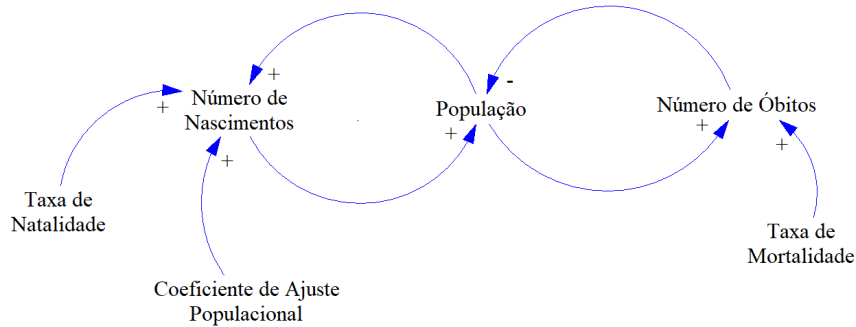 +
-
+
Número de
Nascimentos
+
População
+
Número de Óbitos
+
+
+
Taxa de
Natalidade
Taxa de
Mortalidade
Coeficiente de Ajuste
Populacional